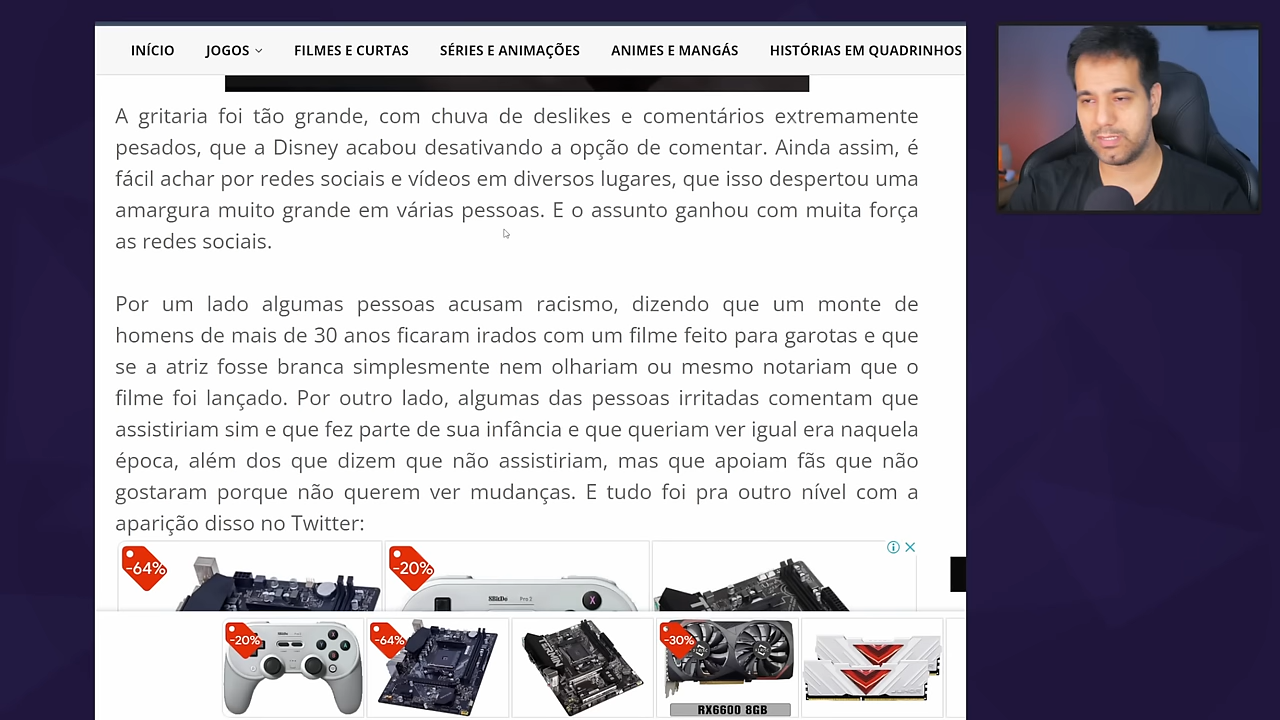 INÍCIO JOGOS FILMES E CURTAS SÉRIES E ANIMAÇÕES ANIMES E MANGÁS HISTÓRIAS EM QUADRINHOS
A gritaria foi tão grande, com chuva de deslikes e comentários extremamente
pesados, que a Disney acabou desativando a opção de comentar. Ainda assim, é
fácil achar por redes sociais e vídeos em diversos lugares, que isso despertou uma
amargura muito grande em várias pessoas. E o assunto ganhou com muita força
as redes sociais.
Por um lado algumas pessoas acusam racismo, dizendo que um monte de
homens de mais de 30 anos ficaram irados com um filme feito para garotas e que
se a atriz fosse branca simplesmente nem olhariam ou mesmo notariam que o
filme foi lançado. Por outro lado, algumas das pessoas irritadas comentam que
assistiriam sim e que fez parte de sua infância e que queriam ver igual era naquela
época, além dos que dizem que não assistiriam, mas que apoiam fãs que não
gostaram porque não querem ver mudanças. E tudo foi pra outro nível com a
aparição disso no Twitter:
-64% -20%
Pro 2 X
-20% -64% -30%
RX6600 8GB